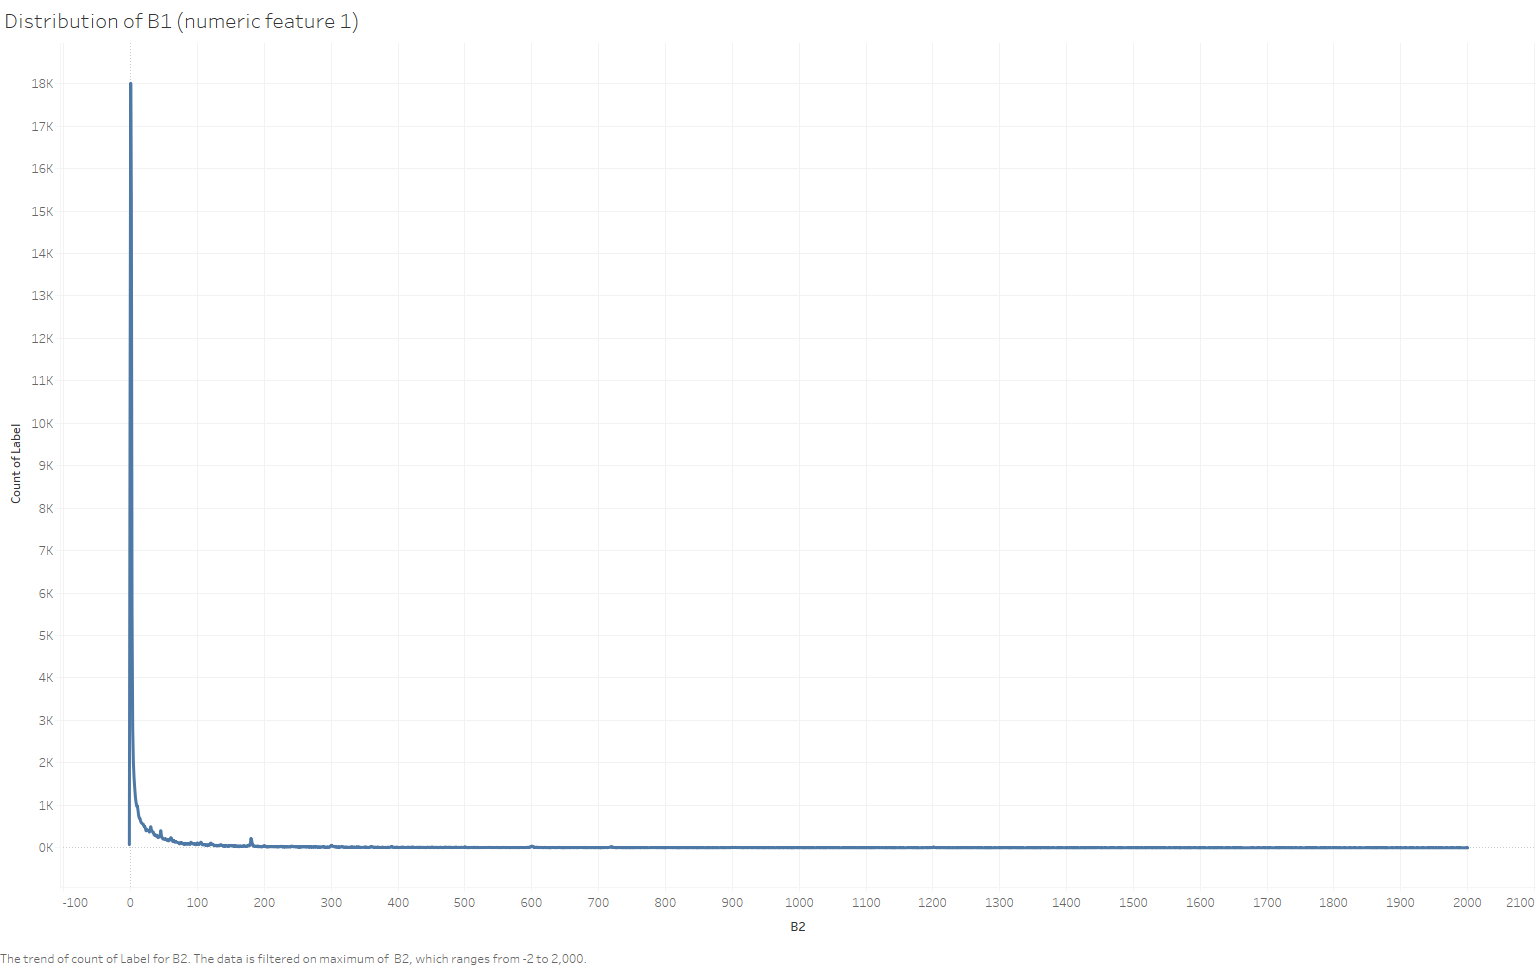 Distribution of B1 (numeric feature 1)
18K
17K
16K
15K
14K
13K
12K
11K
10K
9K
8K
7K
6K
5K
4K
3K
2K
1K
0K
Count of Label
-100 0 100 200 300 400 500 600 700 800 900 1000 1100 1200 1300 1400 1500 1600 1700 1800 1900 2000 2100
B2
The trend of count of Label for B2. The data is filtered on maximum of B2, which ranges from -2 to 2,000.